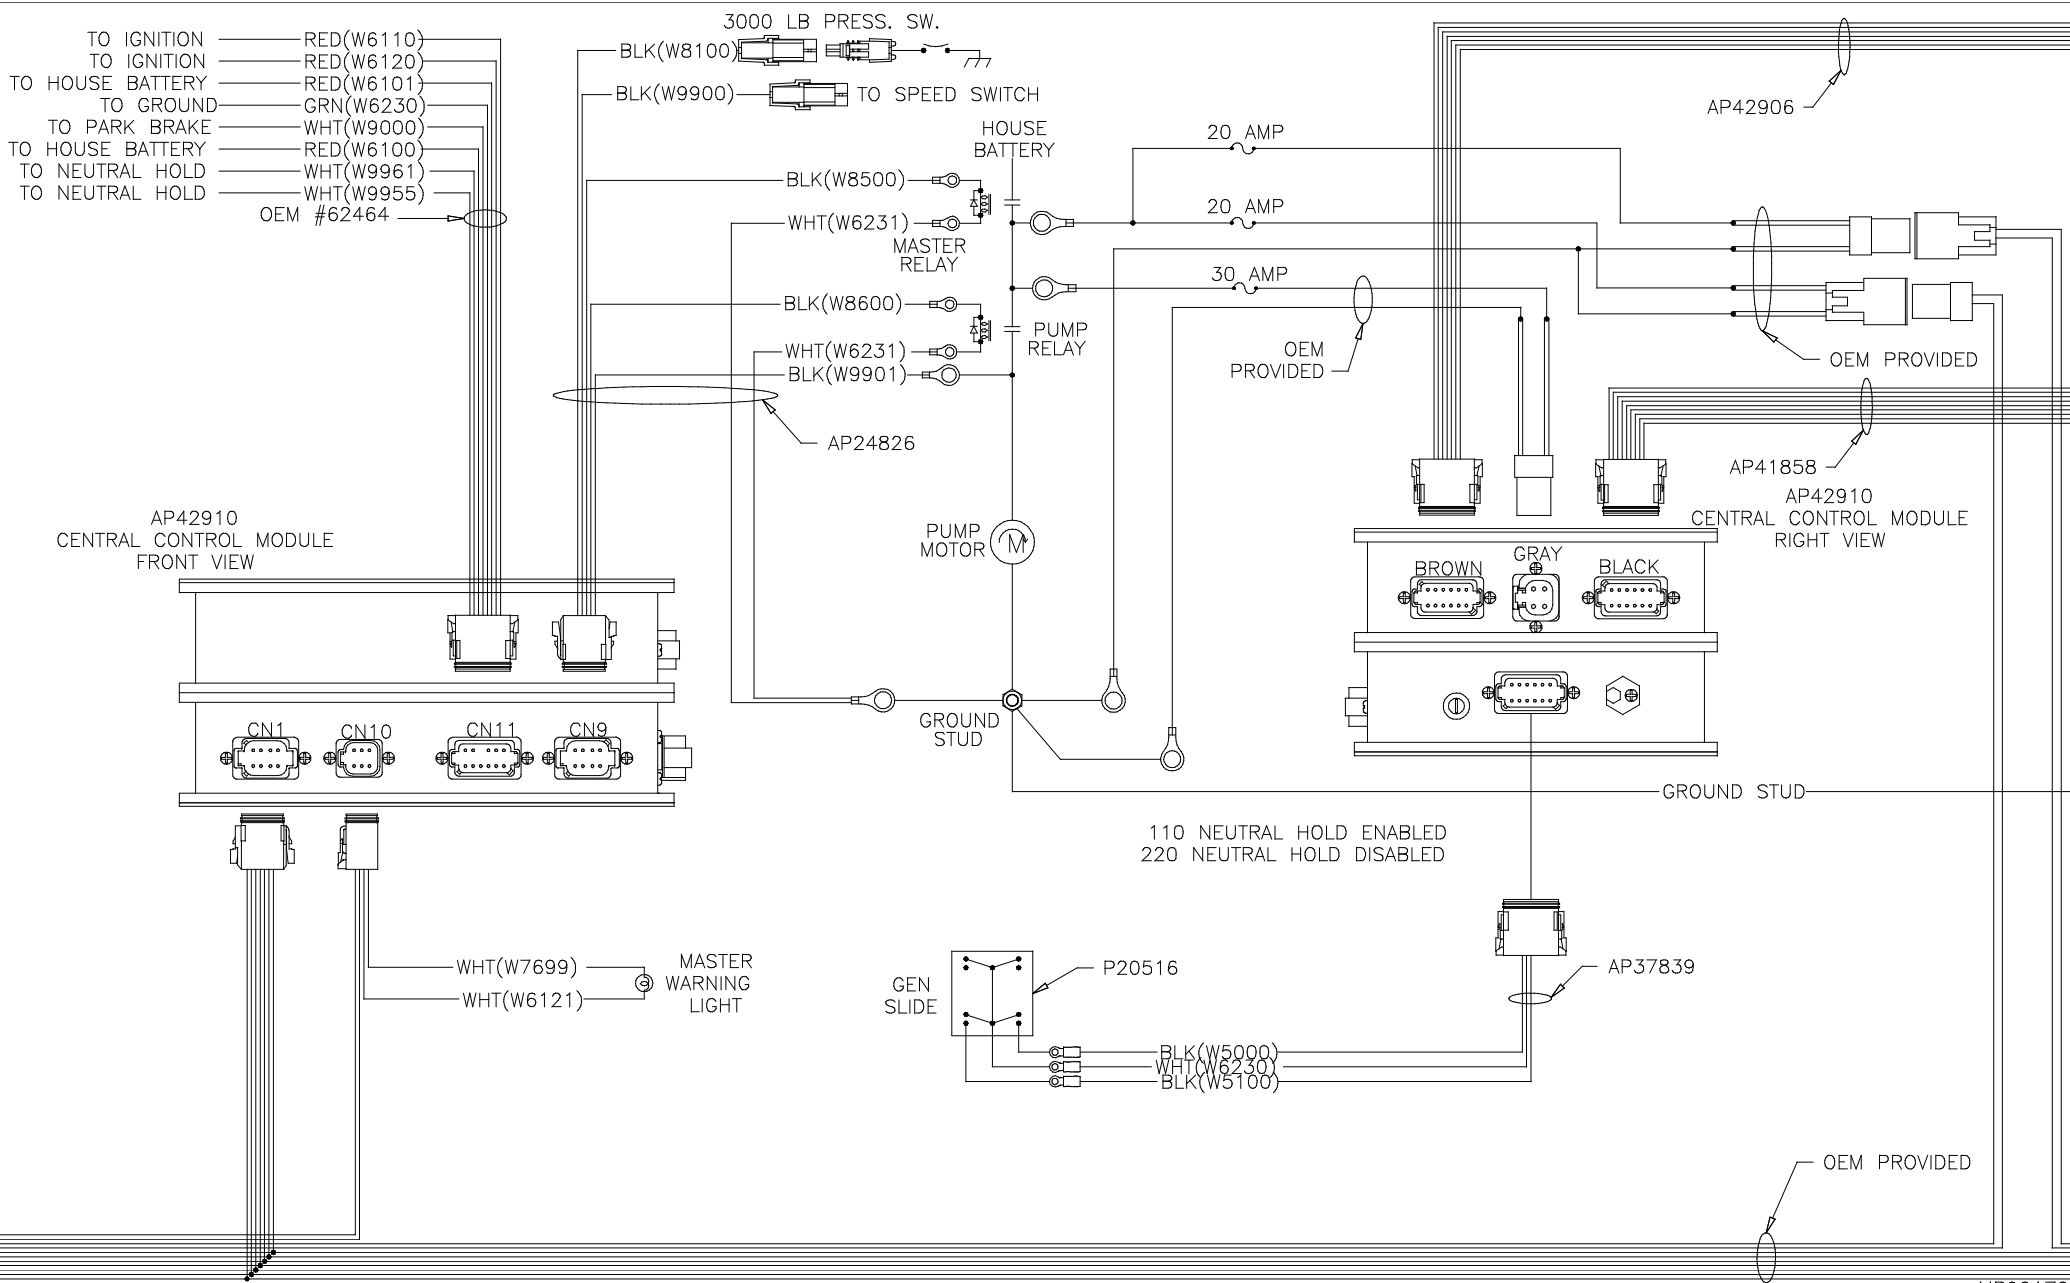 3000 LB PRESS. SW.
TO IGNITION RED(W6110)
TO IGNITION RED(W6120)
TO HOUSE BATTERY RED(W6101)
TO GROUND GRN(W6230)
TO PARK BRAKE WHT(W9000)
TO HOUSE BATTERY RED(W6100)
TO NEUTRAL HOLD WHT(W9961)
TO NEUTRAL HOLD WHT(W9955)
OEM #62464
BLK(W8100)
BLK(W9900) TO SPEED SWITCH
HOUSE
BATTERY
BLK(W8500)
WHT(W6231)
MASTER
RELAY
BLK(W8600)
PUMP
RELAY
WHT(W6231)
BLK(W9901)
AP24826
20 AMP
20 AMP
30 AMP
OEM
PROVIDED
AP42906
OEM PROVIDED
AP41858
AP42910
CENTRAL CONTROL MODULE
RIGHT VIEW
AP42910
CENTRAL CONTROL MODULE
FRONT VIEW
PUMP
MOTOR
M
BROWN
GRAY
BLACK
CN1
CN10
CN11
CN9
GROUND
STUD
GROUND STUD
110 NEUTRAL HOLD ENABLED
220 NEUTRAL HOLD DISABLED
WHT(W7699)
WHT(W6121)
MASTER
WARNING
LIGHT
GEN
SLIDE
P20516
AP37839
BLK(W5000)
WHT(W6230)
BLK(W5100)
OEM PROVIDED